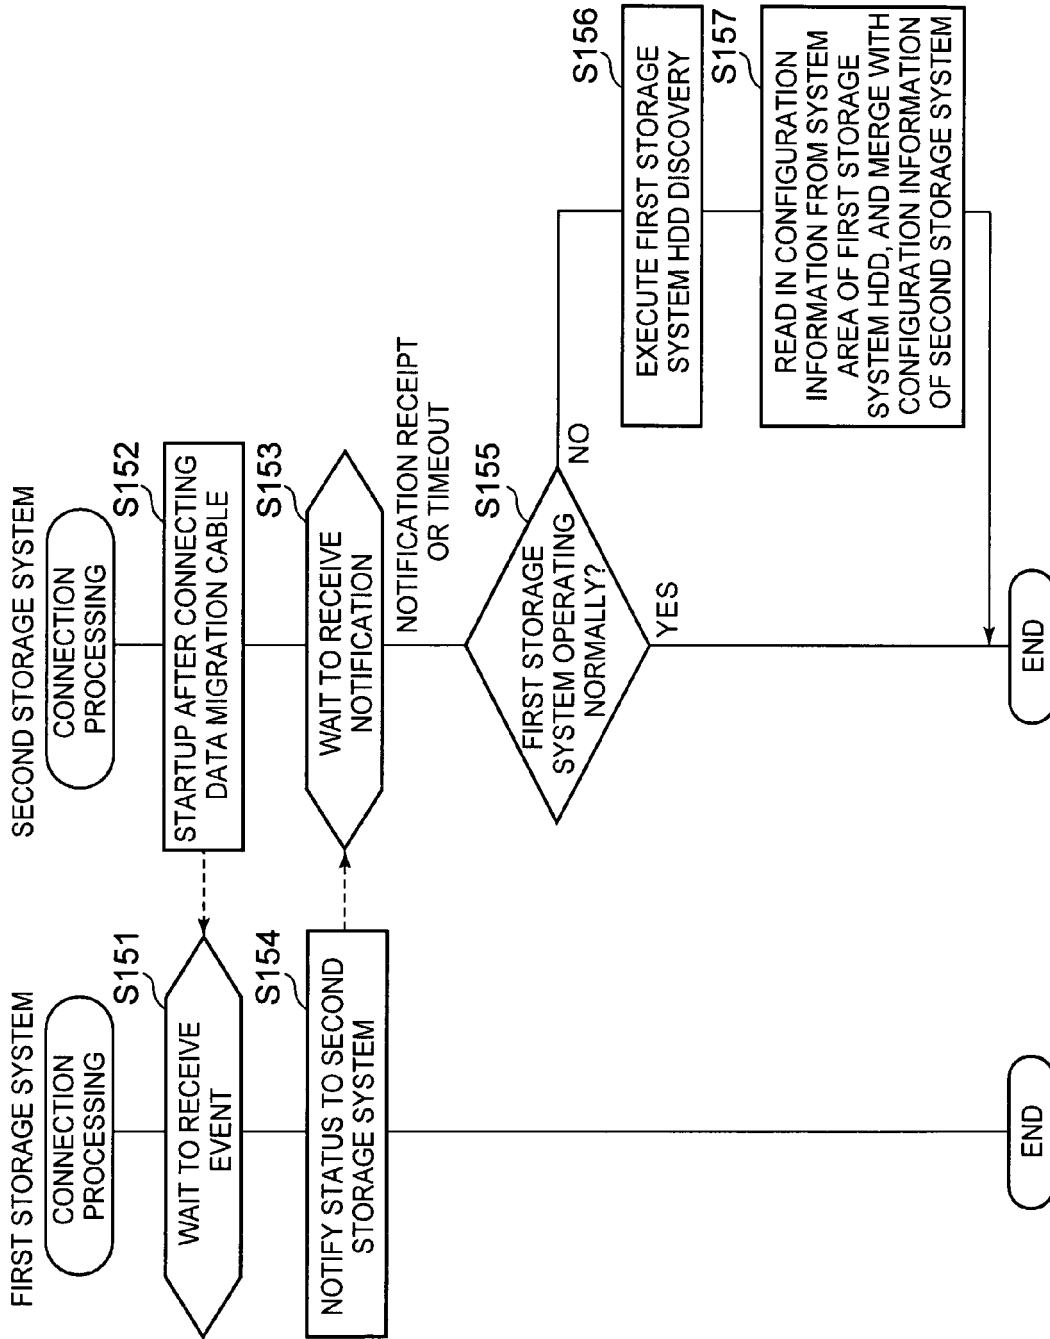 FIRST STORAGE SYSTEM
CONNECTION
PROCESSING
S151
WAIT TO RECEIVE
EVENT
S154
NOTIFY STATUS TO SECOND
STORAGE SYSTEM
END
SECOND STORAGE SYSTEM
CONNECTION
PROCESSING
S152
STARTUP AFTER CONNECTING
DATA MIGRATION CABLE
S153
WAIT TO RECEIVE
NOTIFICATION
NOTIFICATION RECEIPT
OR TIMEOUT
S155
FIRST STORAGE
SYSTEM OPERATING
NORMALLY?
NO
YES
S156
EXECUTE FIRST STORAGE
SYSTEM HDD DISCOVERY
S157
READ IN CONFIGURATION
INFORMATION FROM SYSTEM
AREA OF FIRST STORAGE
SYSTEM HDD, AND MERGE WITH
CONFIGURATION INFORMATION
OF SECOND STORAGE SYSTEM
END